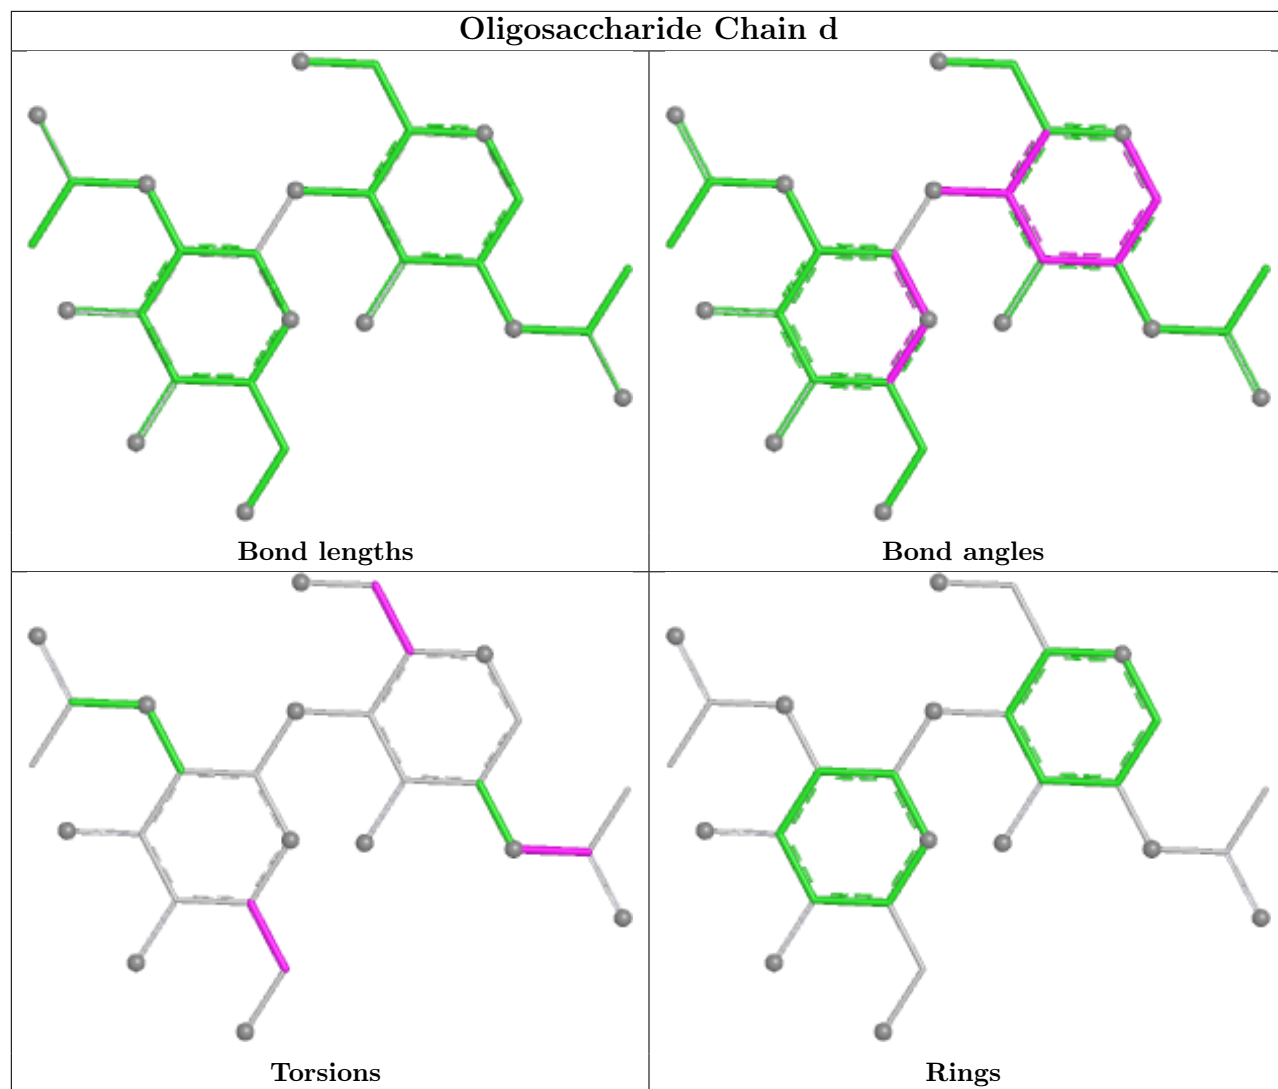 Oligosaccharide Chain d
Bond lengths
Bond angles
Torsions
Rings